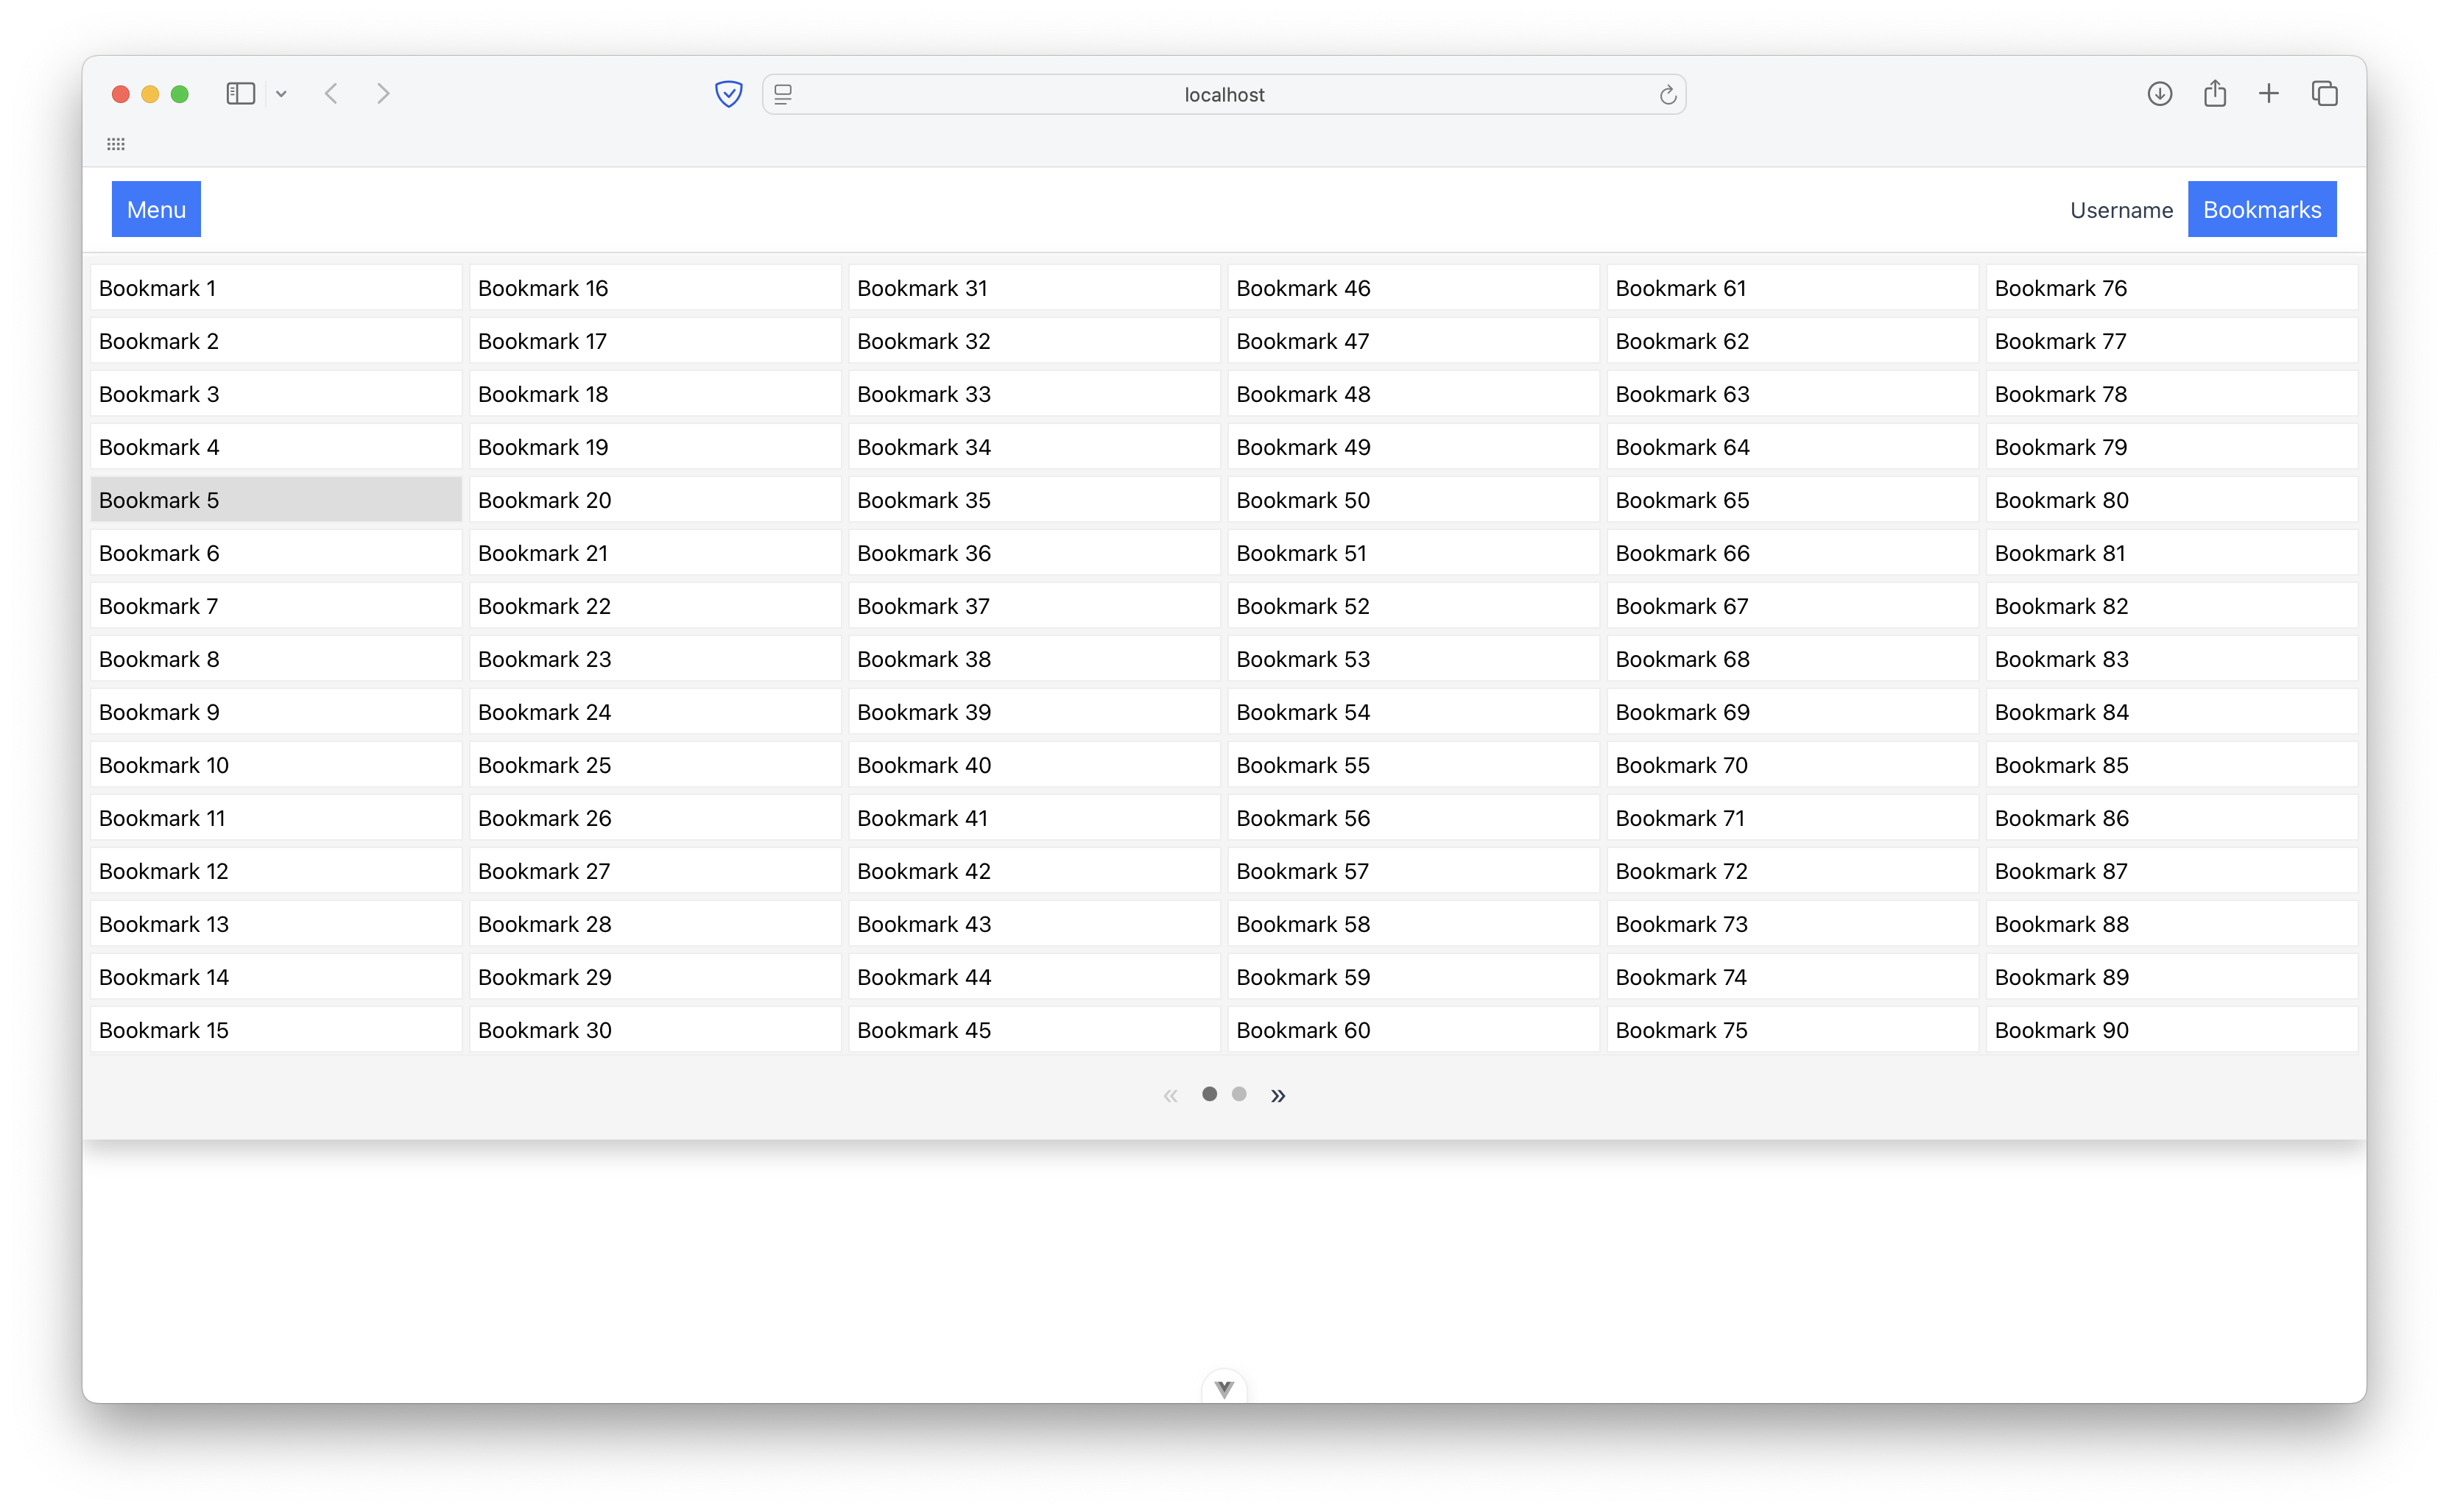 localhost
Menu
Username Bookmarks
Bookmark 1 Bookmark 16 Bookmark 31 Bookmark 46 Bookmark 61 Bookmark 76
Bookmark 2 Bookmark 17 Bookmark 32 Bookmark 47 Bookmark 62 Bookmark 77
Bookmark 3 Bookmark 18 Bookmark 33 Bookmark 48 Bookmark 63 Bookmark 78
Bookmark 4 Bookmark 19 Bookmark 34 Bookmark 49 Bookmark 64 Bookmark 79
Bookmark 5 Bookmark 20 Bookmark 35 Bookmark 50 Bookmark 65 Bookmark 80
Bookmark 6 Bookmark 21 Bookmark 36 Bookmark 51 Bookmark 66 Bookmark 81
Bookmark 7 Bookmark 22 Bookmark 37 Bookmark 52 Bookmark 67 Bookmark 82
Bookmark 8 Bookmark 23 Bookmark 38 Bookmark 53 Bookmark 68 Bookmark 83
Bookmark 9 Bookmark 24 Bookmark 39 Bookmark 54 Bookmark 69 Bookmark 84
Bookmark 10 Bookmark 25 Bookmark 40 Bookmark 55 Bookmark 70 Bookmark 85
Bookmark 11 Bookmark 26 Bookmark 41 Bookmark 56 Bookmark 71 Bookmark 86
Bookmark 12 Bookmark 27 Bookmark 42 Bookmark 57 Bookmark 72 Bookmark 87
Bookmark 13 Bookmark 28 Bookmark 43 Bookmark 58 Bookmark 73 Bookmark 88
Bookmark 14 Bookmark 29 Bookmark 44 Bookmark 59 Bookmark 74 Bookmark 89
Bookmark 15 Bookmark 30 Bookmark 45 Bookmark 60 Bookmark 75 Bookmark 90
« »